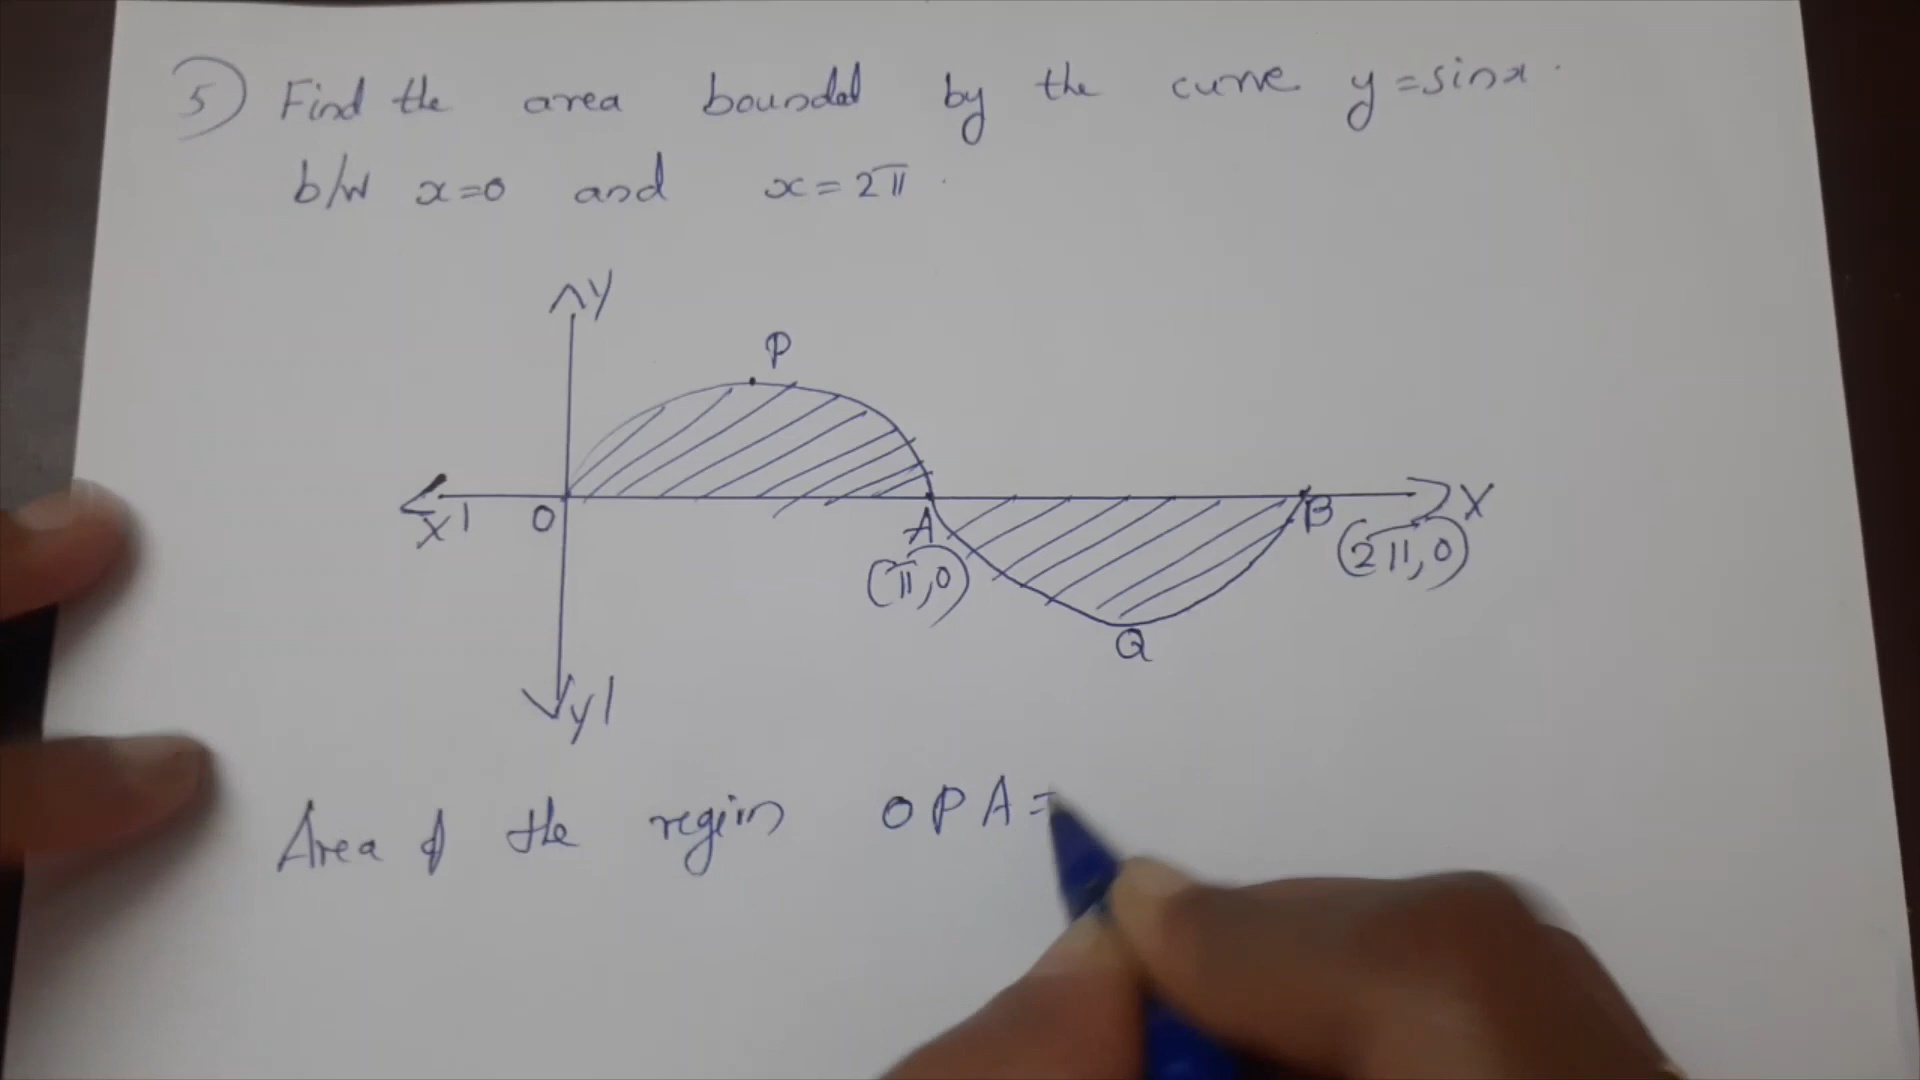 5) Find the area bounded by the curve y=sinx.
b/w x=0 and x=2π.
Y
P
X' O A B X
(π,0) (2π,0)
Q
Y'
Area of the region OPA=